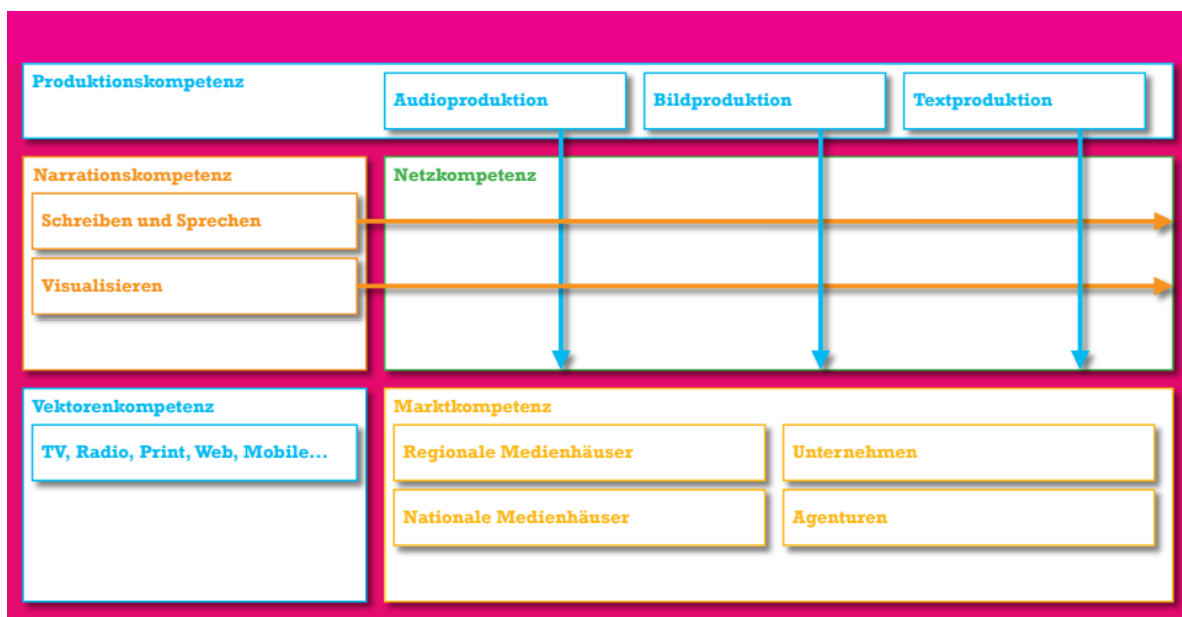 Produktionskompetenz
Audioproduktion
Bildproduktion
Textproduktion
Narrationskompetenz
Schreiben und Sprechen
Visualisieren
Netzkompetenz
Vektorenkompetenz
TV, Radio, Print, Web, Mobile...
Marktkompetenz
Regionale Medienhäuser
Unternehmen
Nationale Medienhäuser
Agenturen